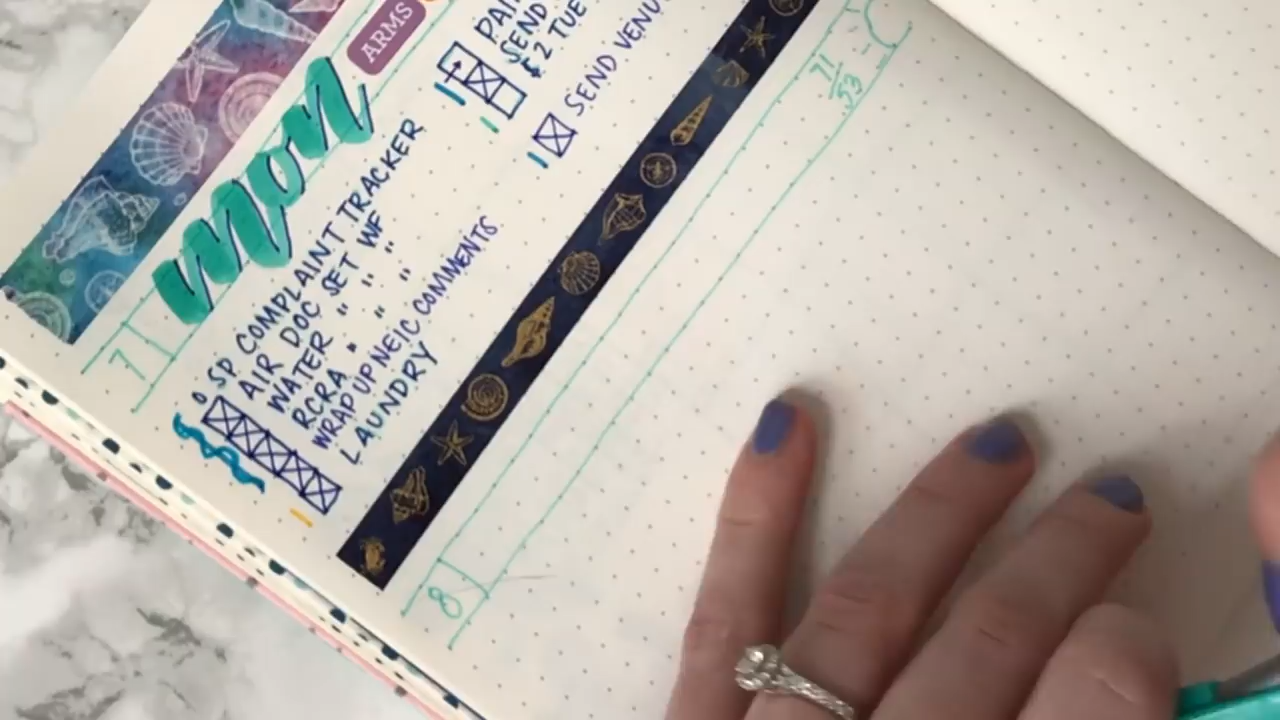 mon
ARMS
7
SP COMPLAINT TRACKER
AIR DOC SET WF
WATER " " "
RCRA " " "
WRAP UP NEIC COMMENTS
LAUNDRY
SEND
$2 TUE
SEND VENU
71
53
8